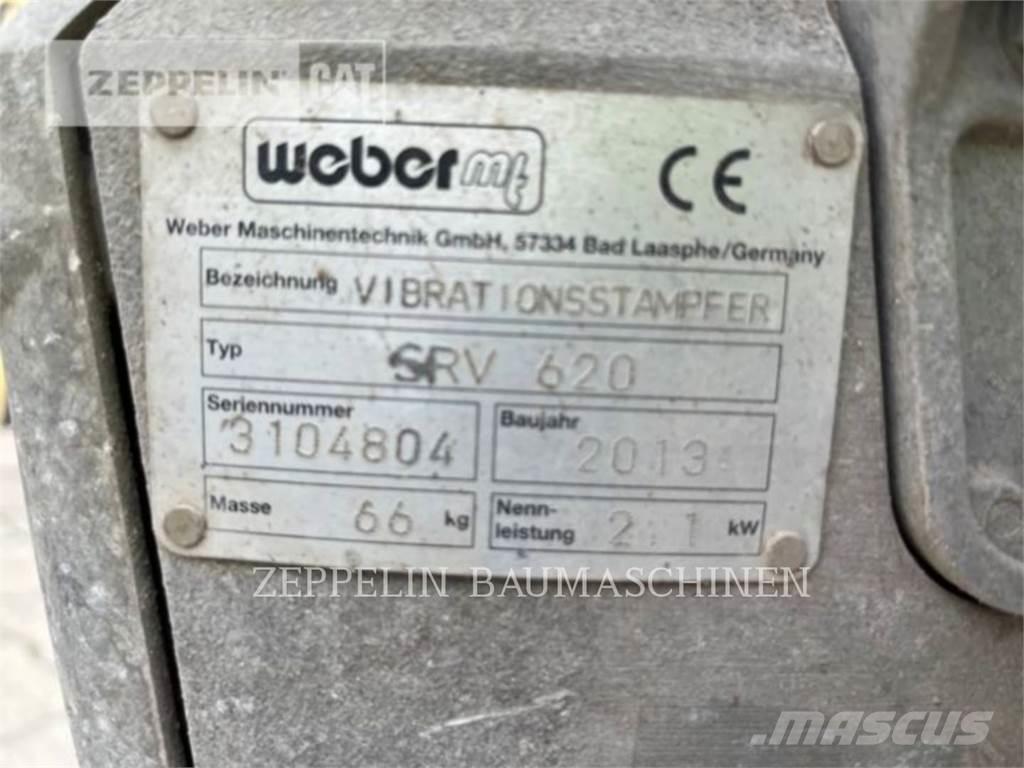 ZEPPELIN CAT
weber mt
CE
Weber Maschinentechnik GmbH, 57334 Bad Laasphe/Germany
Bezeichnung VIBRATIONSSTAMPFER
Typ SRV 620
Seriennummer 3104804
Baujahr 2013
Masse 66 kg
Nenn-
leistung 2.1 kW
ZEPPELIN BAUMASCHINEN
MASCUS